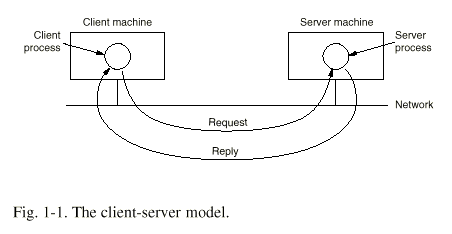 Client machine
Server machine
Client
process
Server
process
Network
Request
Reply
Fig. 1-1. The client-server model.